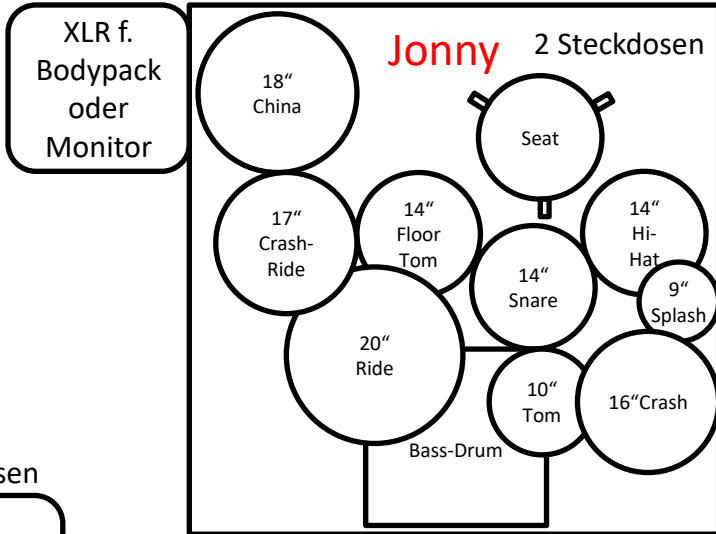 XLR f.
Bodypack
oder
Monitor
Jonny
2 Steckdosen
18“
China
Seat
17“
Crash-
Ride
14“
Floor
Tom
14“
Snare
14“
Hi-
Hat
9“
Splash
20“
Ride
10“
Tom
16“Crash
Bass-Drum